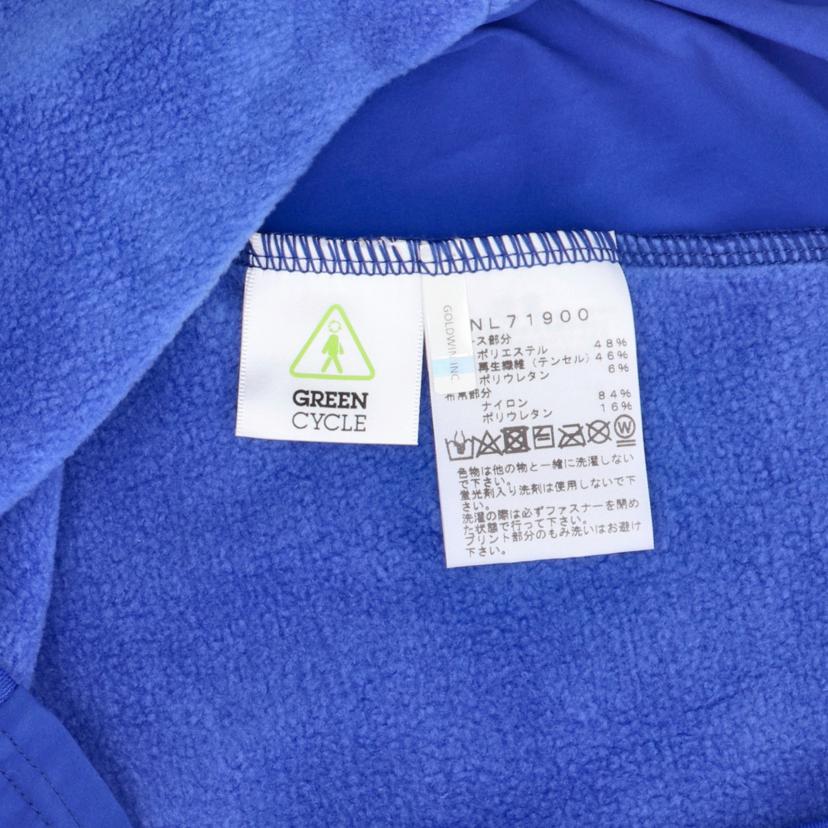 GREEN
CYCLE
GOLDWIN INC
NL71900
ス部分
ポリエステル 48%
再生繊維 (テンセル) 46%
ポリウレタン 6%
布帛部分
ナイロン 84%
ポリウレタン 16%
W
色物は他の物と一緒に洗濯しない
で下さい。
蛍光剤入り洗剤は使用しないで下
さい。
洗濯の際は必ずファスナーを閉め
た状態で行って下さい。
プリント部分のもみ洗いはお避け
下さい。